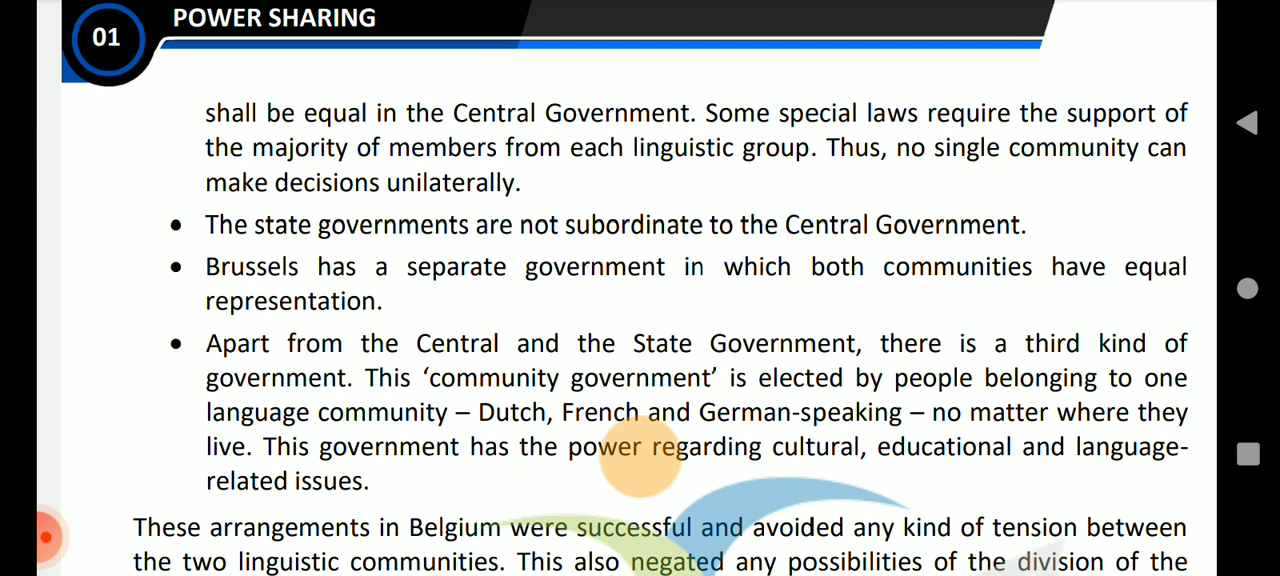 01
POWER SHARING
shall be equal in the Central Government. Some special laws require the support of
the majority of members from each linguistic group. Thus, no single community can
make decisions unilaterally.
• The state governments are not subordinate to the Central Government.
• Brussels has a separate government in which both communities have equal
representation.
• Apart from the Central and the State Government, there is a third kind of
government. This ‘community government’ is elected by people belonging to one
language community – Dutch, French and German-speaking – no matter where they
live. This government has the power regarding cultural, educational and language-
related issues.
These arrangements in Belgium were successful and avoided any kind of tension between
the two linguistic communities. This also negated any possibilities of the division of the